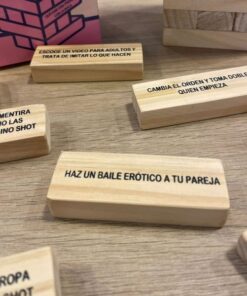 ESCOGE UN VIDEO PARA ADULTOS Y
TRATA DE IMITAR LO QUE HACEN
CAMBIA EL ÓRDEN Y TOMA DOBLE
QUIEN EMPIEZA
MENTIRA
LAS
SHOT
HAZ UN BAILE ERÓTICO A TU PAREJA
ROPA
SHOT